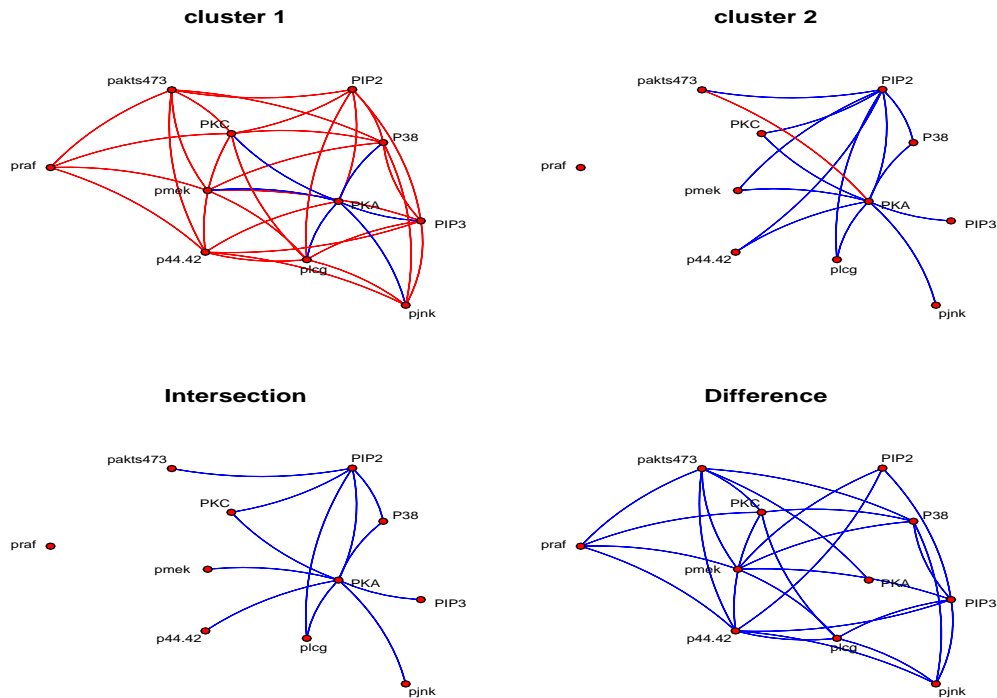 cluster 1
pakts473
PIP2
PKC
P38
praf
pmek
PKA
PIP3
p44.42
plcg
pjnk
cluster 2
pakts473
PIP2
PKC
P38
praf
pmek
PKA
PIP3
p44.42
plcg
pjnk
Intersection
pakts473
PIP2
PKC
P38
praf
pmek
PKA
PIP3
p44.42
plcg
pjnk
Difference
pakts473
PIP2
PKC
P38
praf
pmek
PKA
PIP3
p44.42
plcg
pjnk